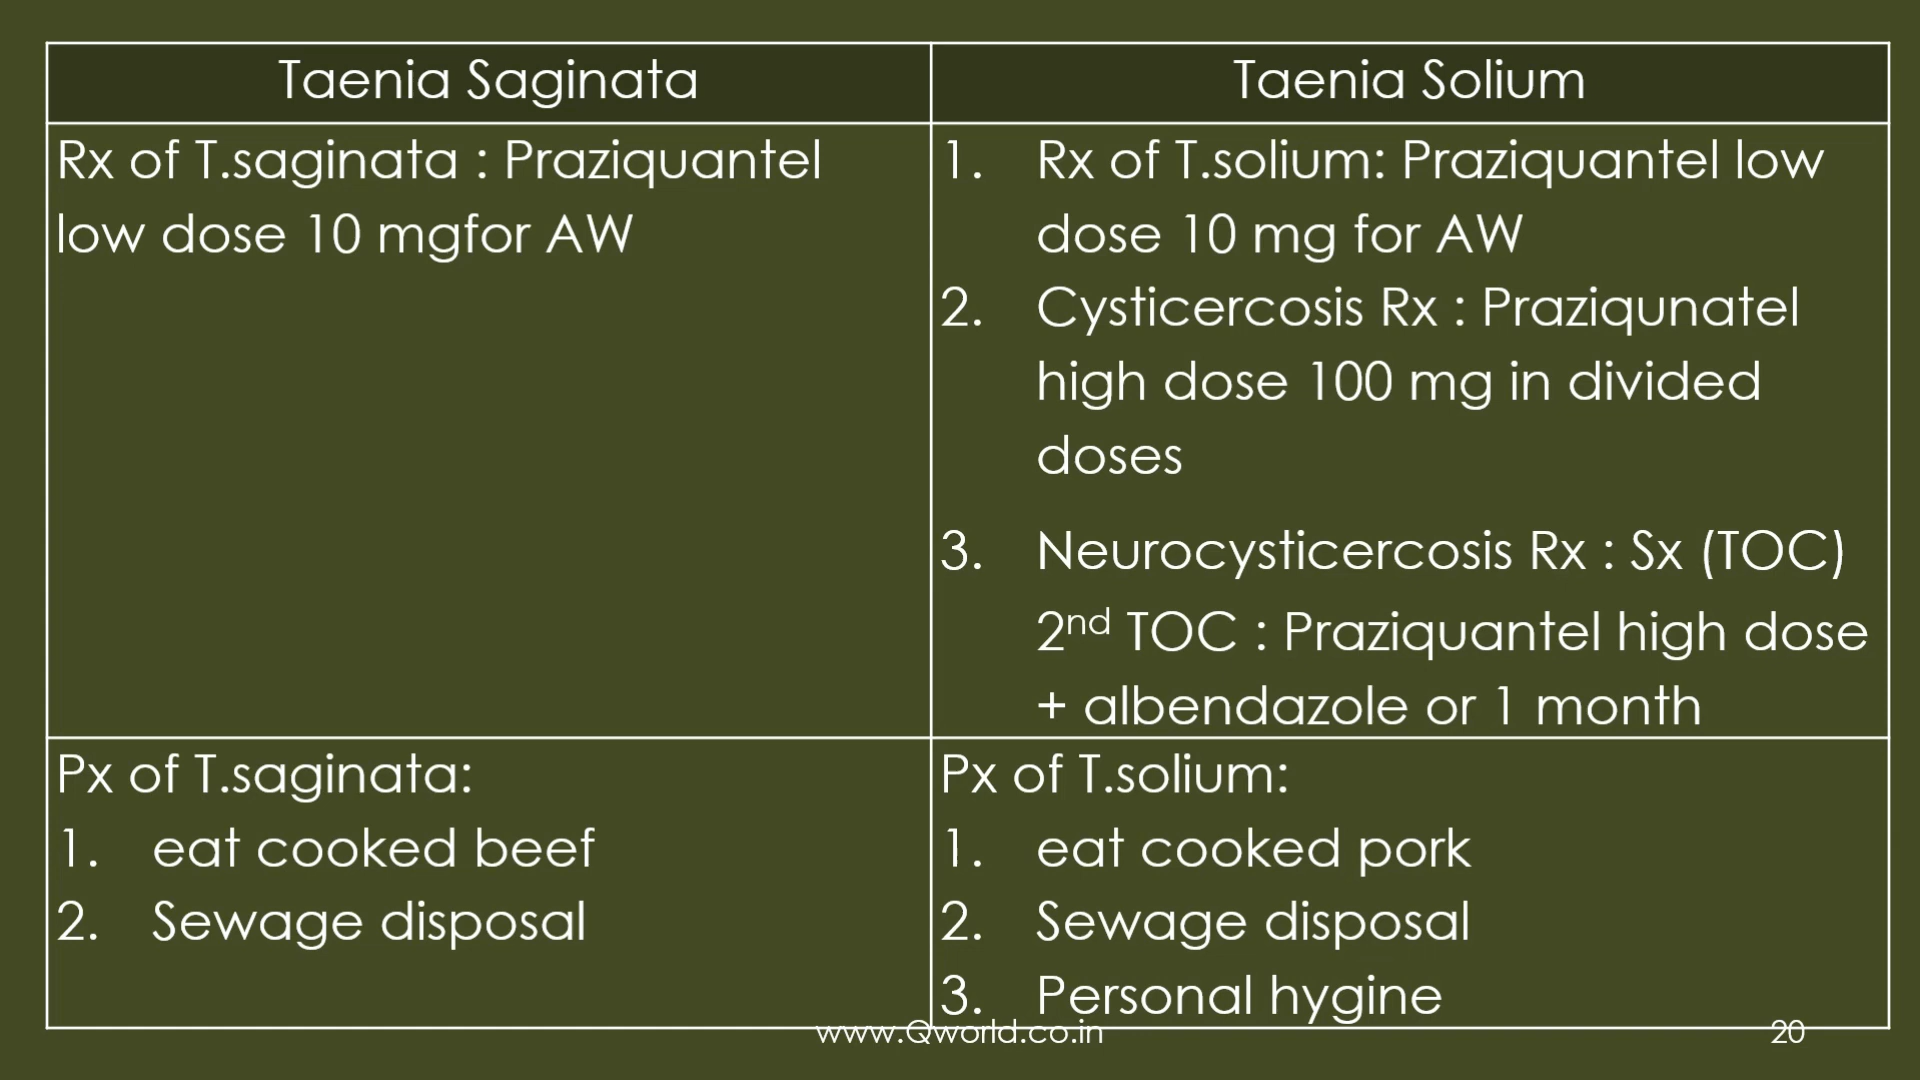 Taenia Saginata
Taenia Solium
Rx of T.saginata : Praziquantel
low dose 10 mgfor AW
1. Rx of T.solium: Praziquantel low
dose 10 mg for AW
2. Cysticercosis Rx : Praziqunatel
high dose 100 mg in divided
doses
3. Neurocysticercosis Rx : Sx (TOC)
2nd TOC : Praziquantel high dose
+ albendazole or 1 month
Px of T.saginata:
1. eat cooked beef
2. Sewage disposal
Px of T.solium:
1. eat cooked pork
2. Sewage disposal
3. Personal hygine
www.Qworld.co.in
20